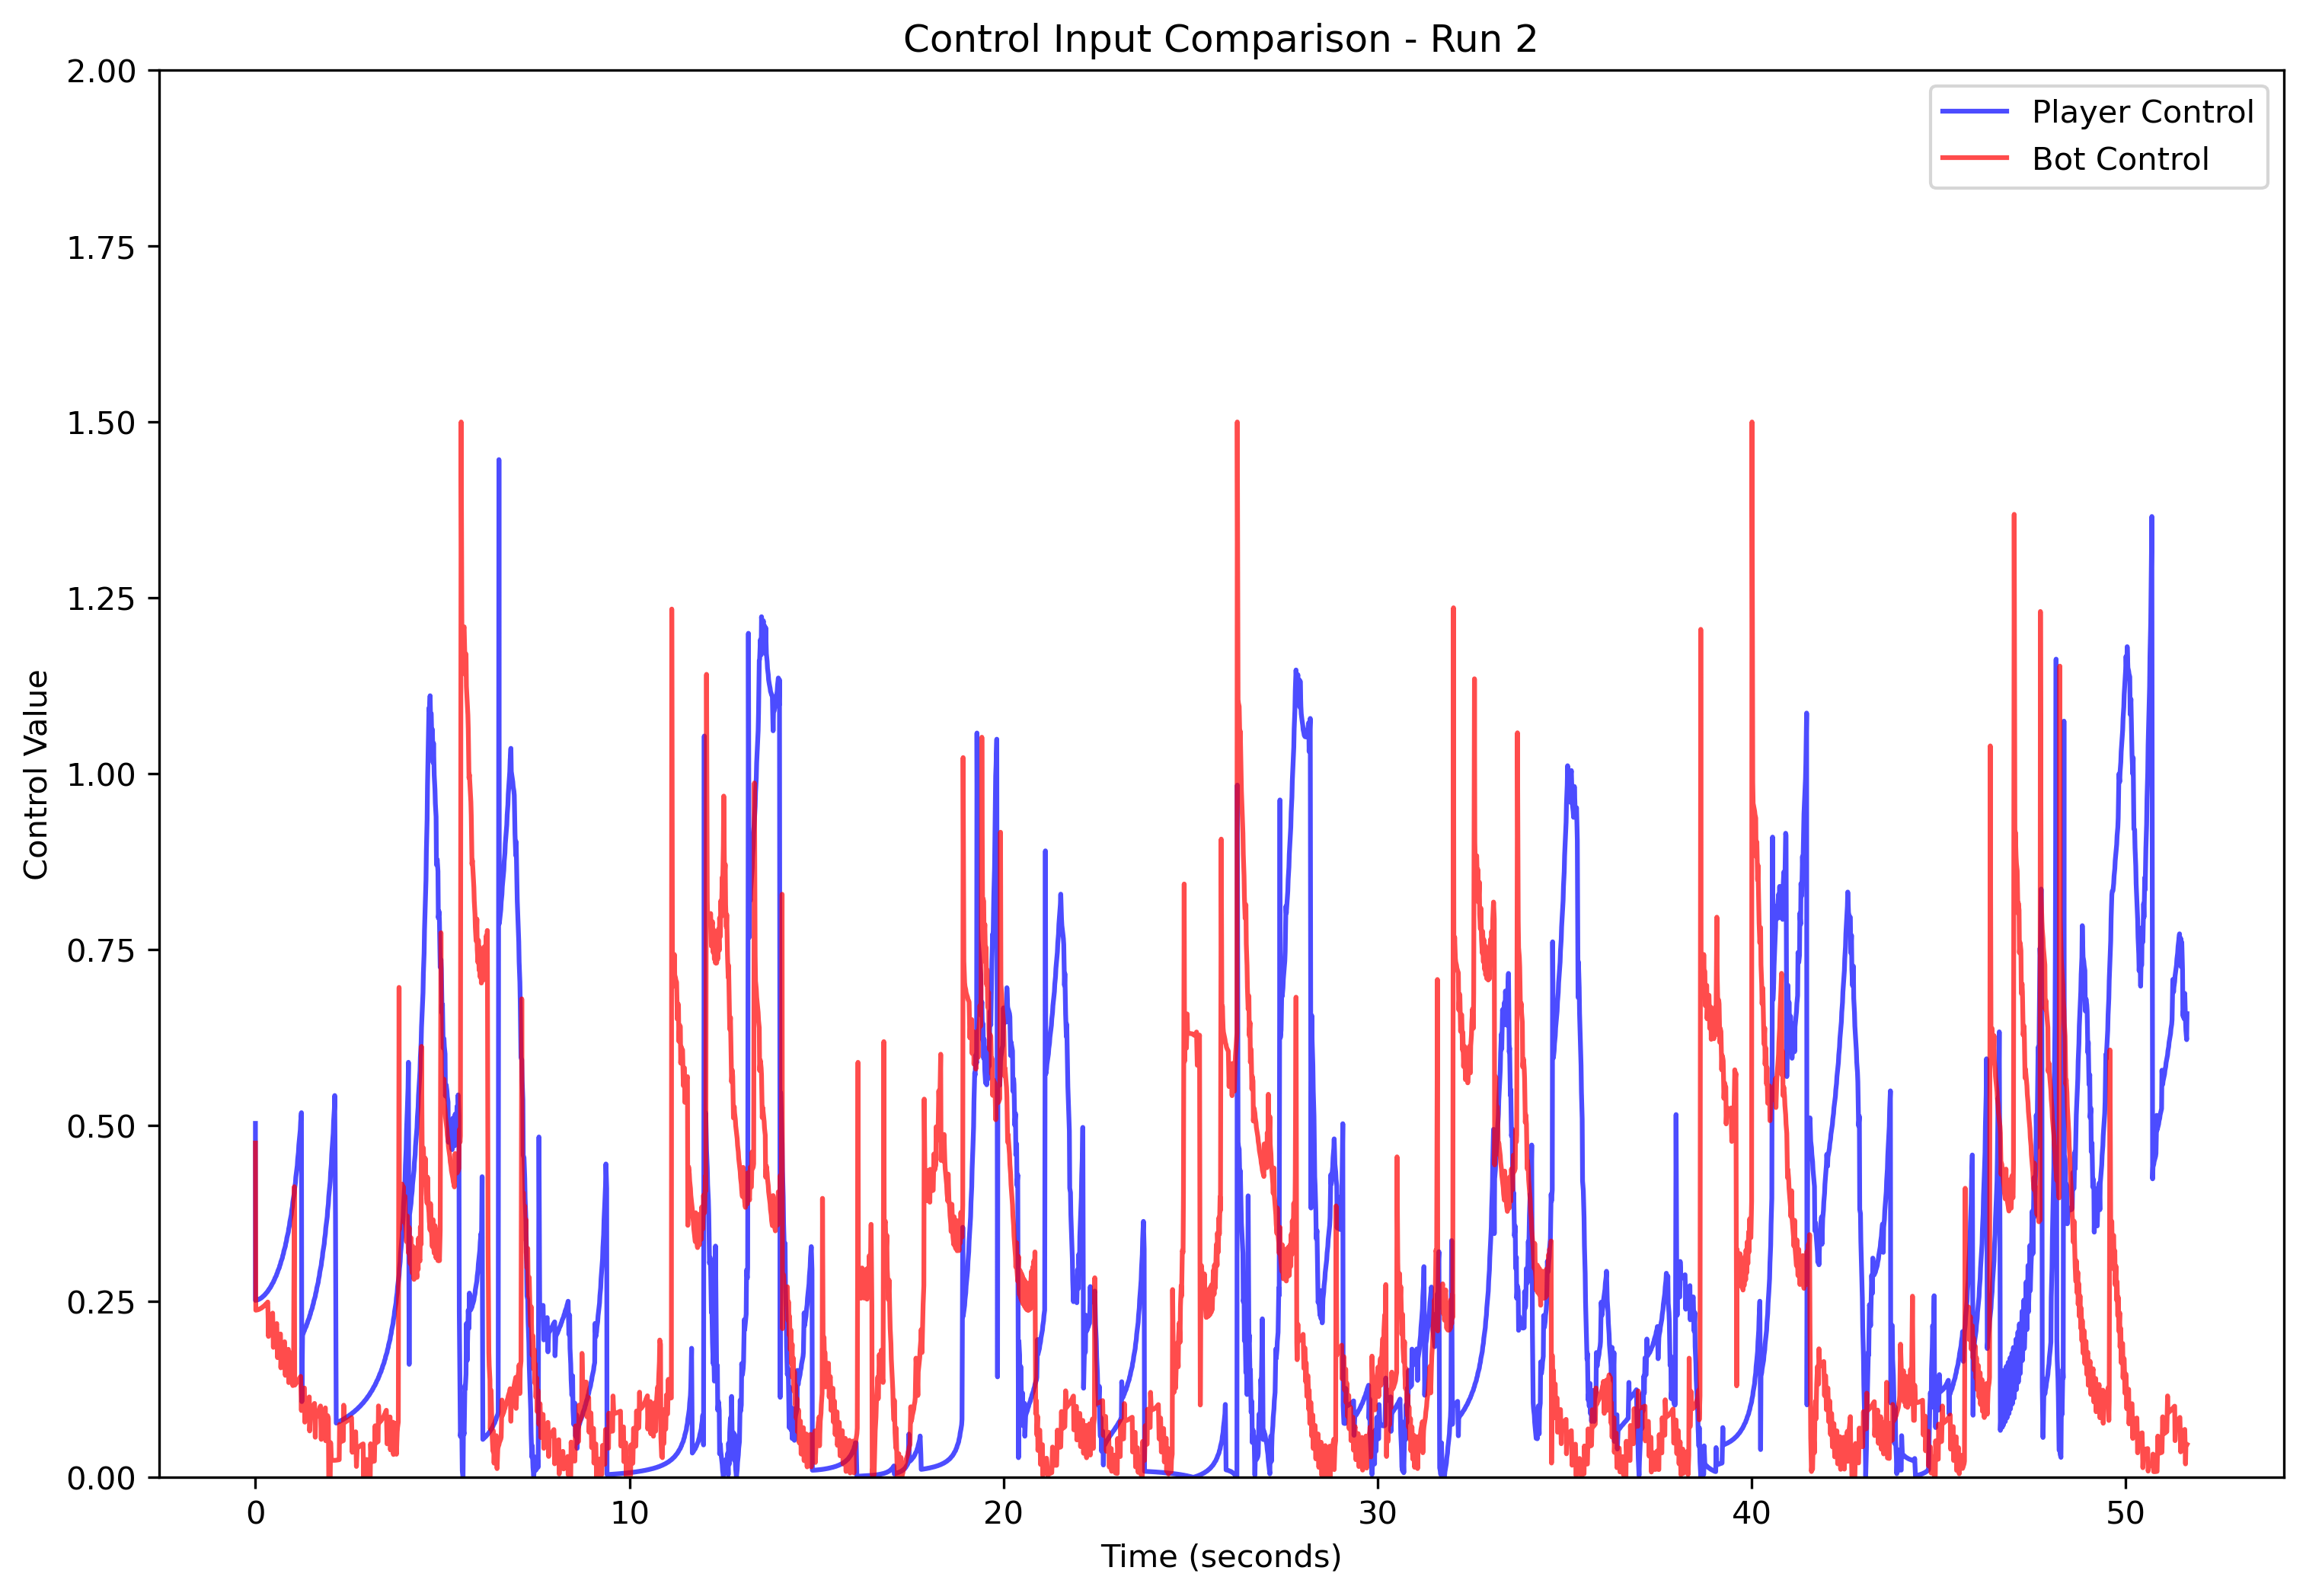 Control Input Comparison - Run 2
Player Control
Bot Control
2.00
1.75
1.50
1.25
1.00
0.75
0.50
0.25
0.00
Control Value
0 10 20 30 40 50
Time (seconds)